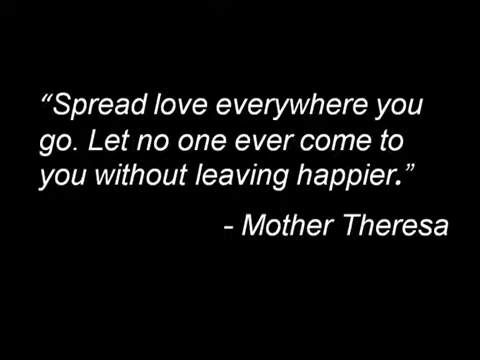 “Spread love everywhere you
go. Let no one ever come to
you without leaving happier.”
- Mother Theresa